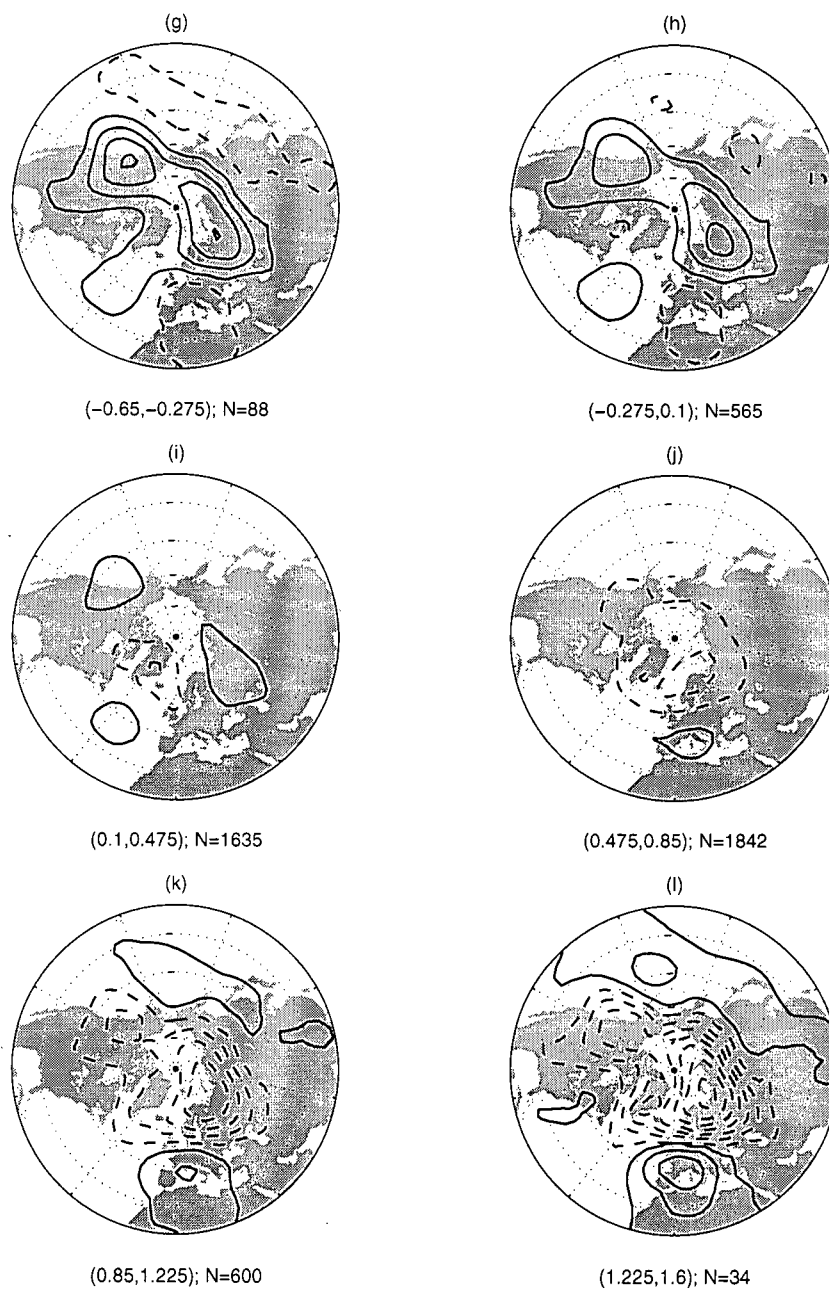 (g)
(h)
(−0.65,−0.275); N=88
(−0.275,0.1); N=565
(i)
(j)
(0.1,0.475); N=1635
(0.475,0.85); N=1842
(k)
(l)
(0.85,1.225); N=600
(1.225,1.6); N=34